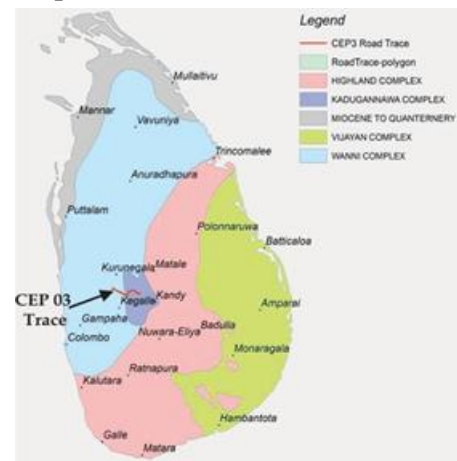 Legend
CEP3 Road Trace
RoadTrace-polygon
HIGHLAND COMPLEX
KADUGANNAWA COMPLEX
MIOCENE TO QUANTERNERY
VIJAYAN COMPLEX
WANNI COMPLEX
Mullaitivu
Mannar
Vavuniya
Trincomalee
Anuradhapura
Puttalam
Polonnaruwa
Batticaloa
Kurunegala
Matale
CEP 03
Trace
Kegalle
Kandy
Amparai
Gampaha
Nuwara-Eliya
Badulla
Colombo
Monaragala
Ratnapura
Kalutara
Hambantota
Galle
Matara